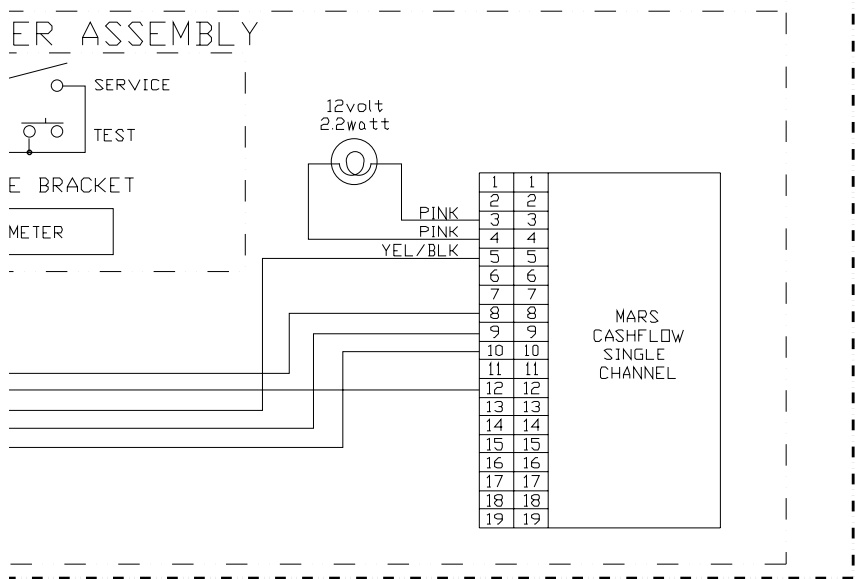 ER ASSEMBLY
SERVICE
TEST
E BRACKET
METER
12volt
2.2watt
PINK
PINK
YEL/BLK
1 1
2 2
3 3
4 4
5 5
6 6
7 7
8 8
9 9
10 10
11 11
12 12
13 13
14 14
15 15
16 16
17 17
18 18
19 19
MARS
CASHFLOW
SINGLE
CHANNEL